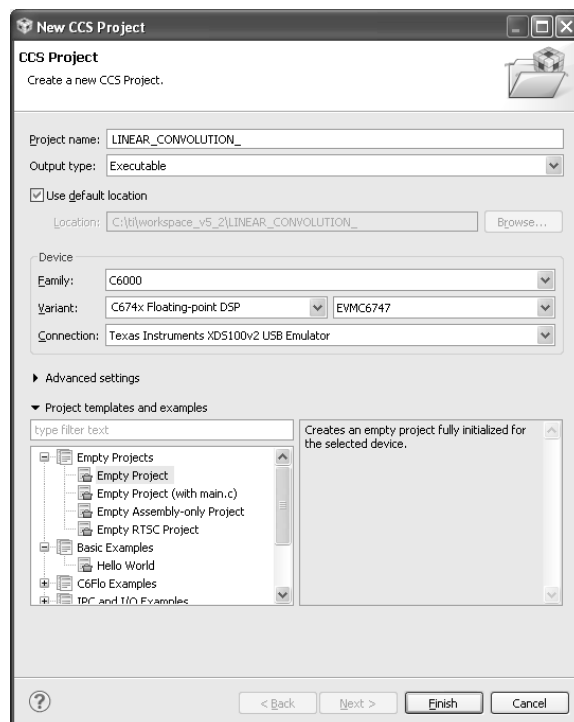 New CCS Project
CCS Project
Create a new CCS Project.
Project name: LINEAR_CONVOLUTION_
Output type: Executable
Use default location
Location: C:\ti\workspace_v5_2\LINEAR_CONVOLUTION_ Browse...
Device
Family: C6000
Variant: C674x Floating-point DSP EVMC6747
Connection: Texas Instruments XDS100v2 USB Emulator
Advanced settings
Project templates and examples
type filter text
Creates an empty project fully initialized for
the selected device.
Empty Projects
Empty Project
Empty Project (with main.c)
Empty Assembly-only Project
Empty RTSC Project
Basic Examples
Hello World
C6Flo Examples
IPC and I/O Examples
< Back Next > Finish Cancel